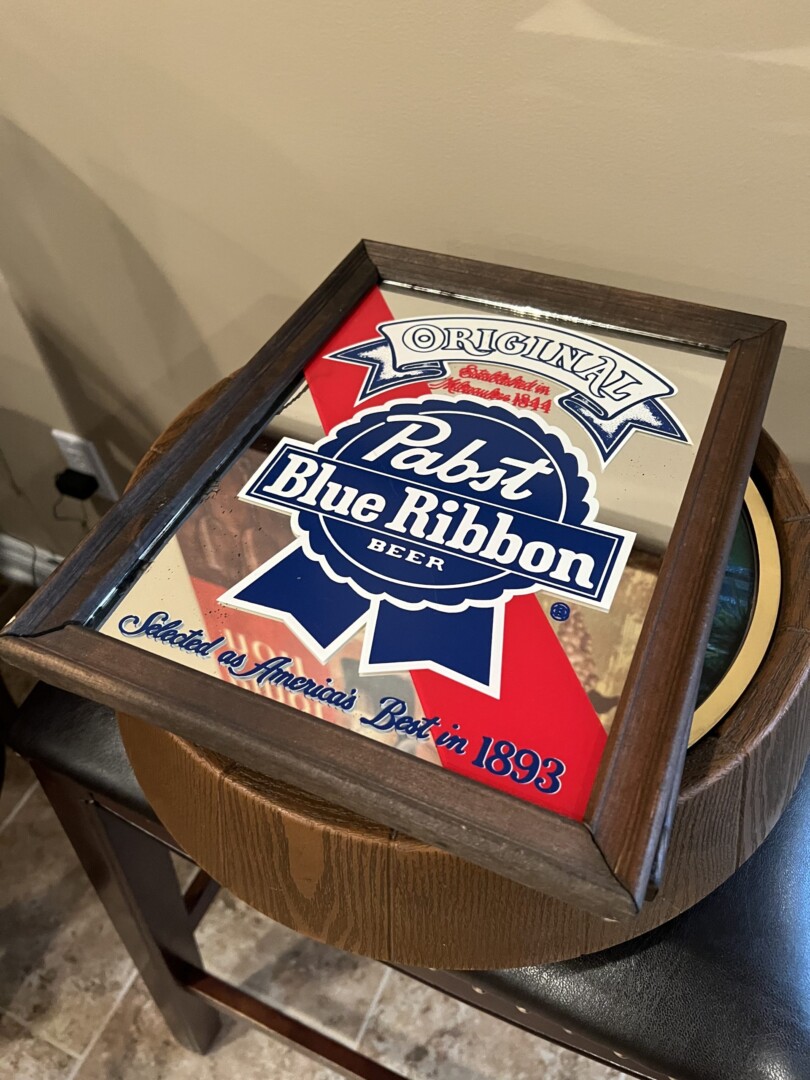 ORIGINAL
Established in
Milwaukee 1844
Pabst
Blue Ribbon
BEER
®
Selected as America's Best in 1893